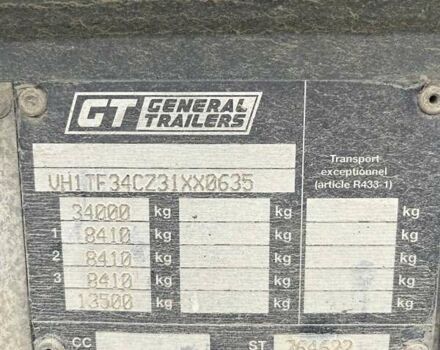 GT GENERAL TRAILERS
VH1TF34CZ31XX0635
Transport
exceptionnel
(article R433-1)
34000 kg kg kg
1 8410 kg kg kg
2 8410 kg kg kg
3 8410 kg kg kg
13500 kg kg kg
CC ST